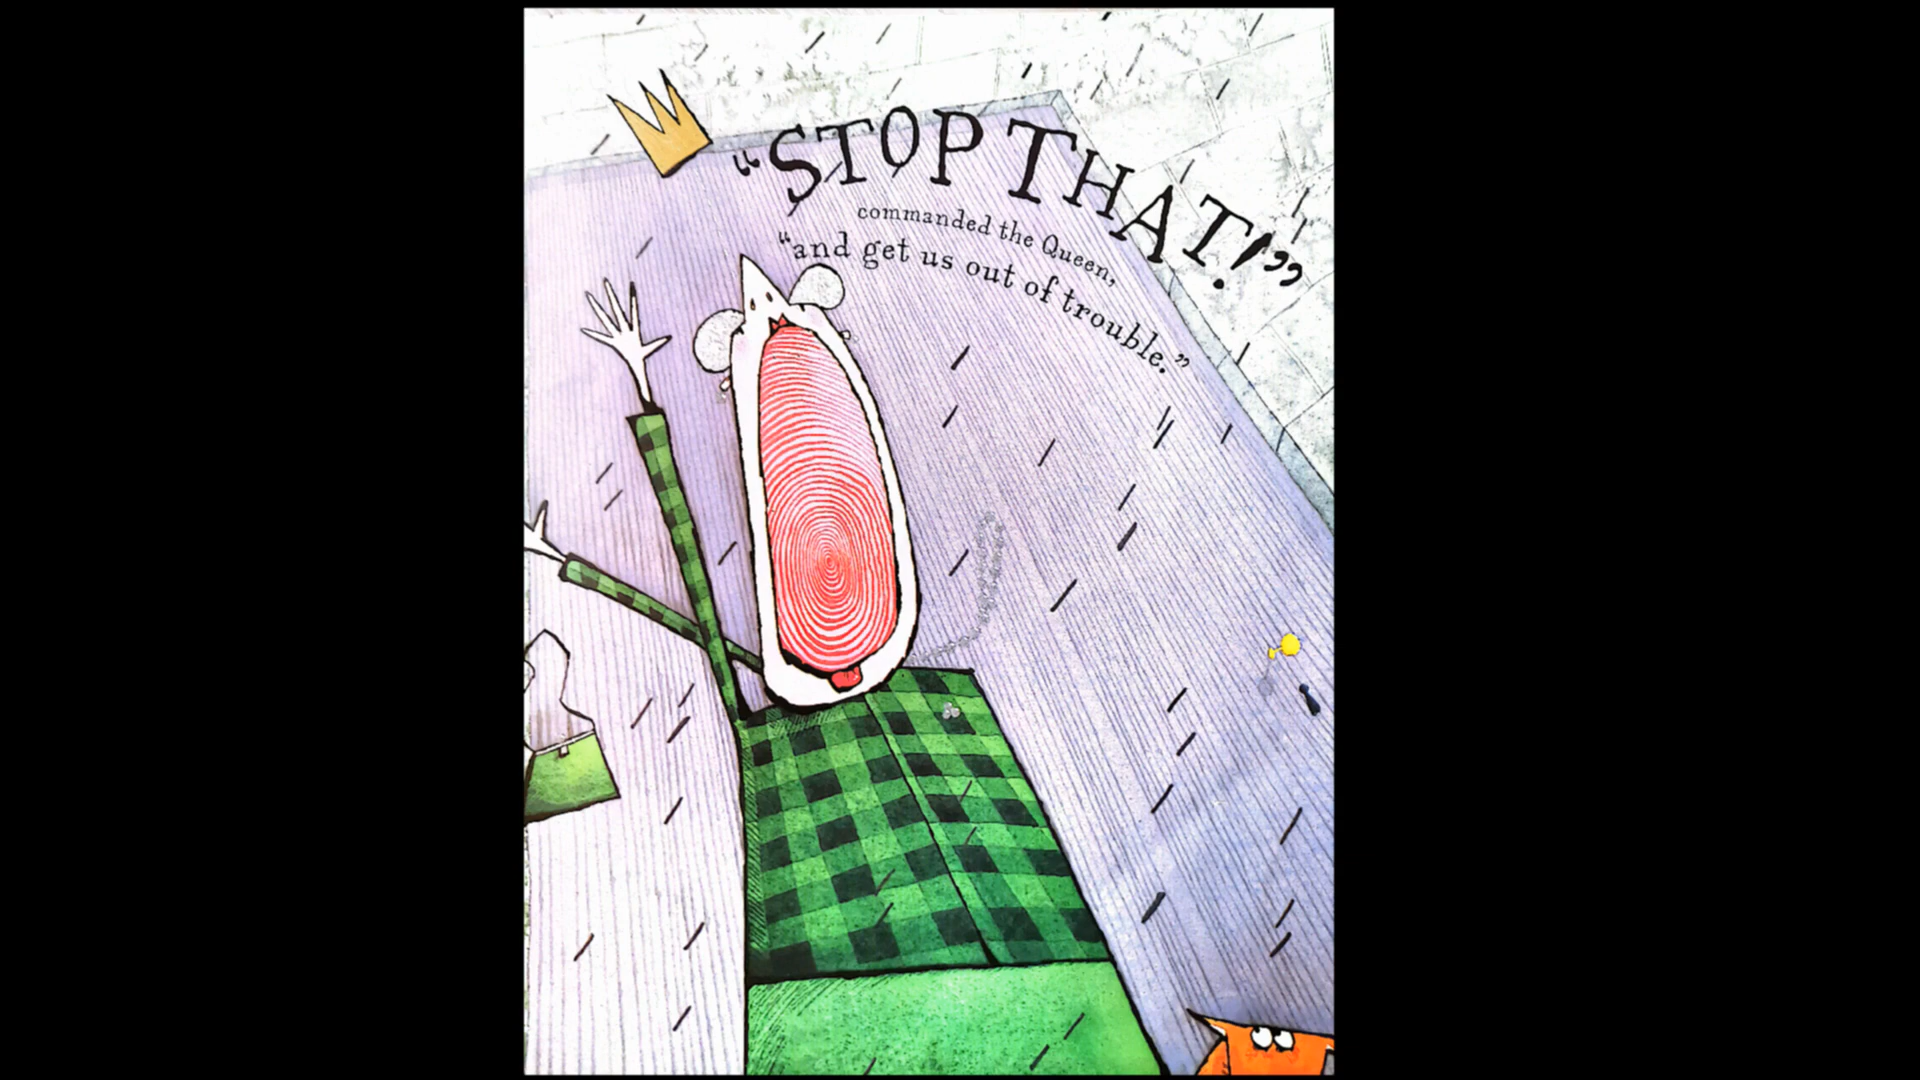 “STOP THAT!”
commanded the Queen,
“and get us out of trouble.”